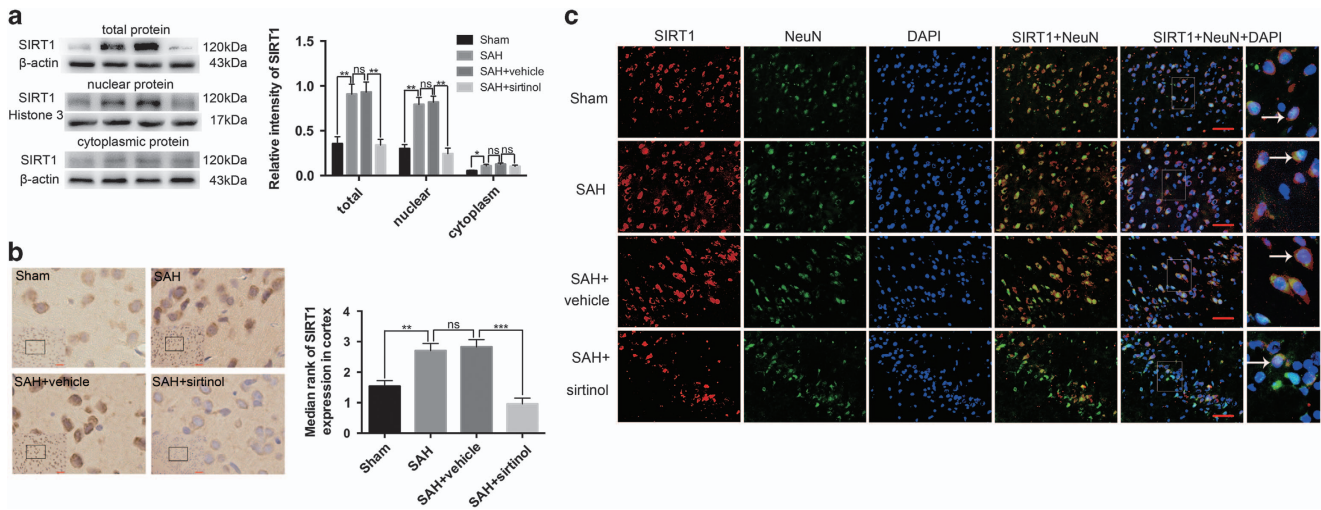 a
total protein
SIRT1 120kDa
β-actin 43kDa
nuclear protein
SIRT1 120kDa
Histone 3 17kDa
cytoplasmic protein
SIRT1 120kDa
β-actin 43kDa
Relative intensity of SIRT1
1.5
1.0
0.5
0.0
Sham
SAH
SAH+vehicle
SAH+sirtinol
** ns **
** ns **
* ns ns
total
nuclear
cytoplasm
b
Sham
SAH
SAH+vehicle
SAH+sirtinol
Median rank of SIRT1
expression in cortex
4
3
2
1
0
** ns ***
Sham
SAH
SAH+vehicle
SAH+sirtinol
c
SIRT1 NeuN DAPI SIRT1+NeuN SIRT1+NeuN+DAPI
Sham
SAH
SAH+
vehicle
SAH+
sirtinol